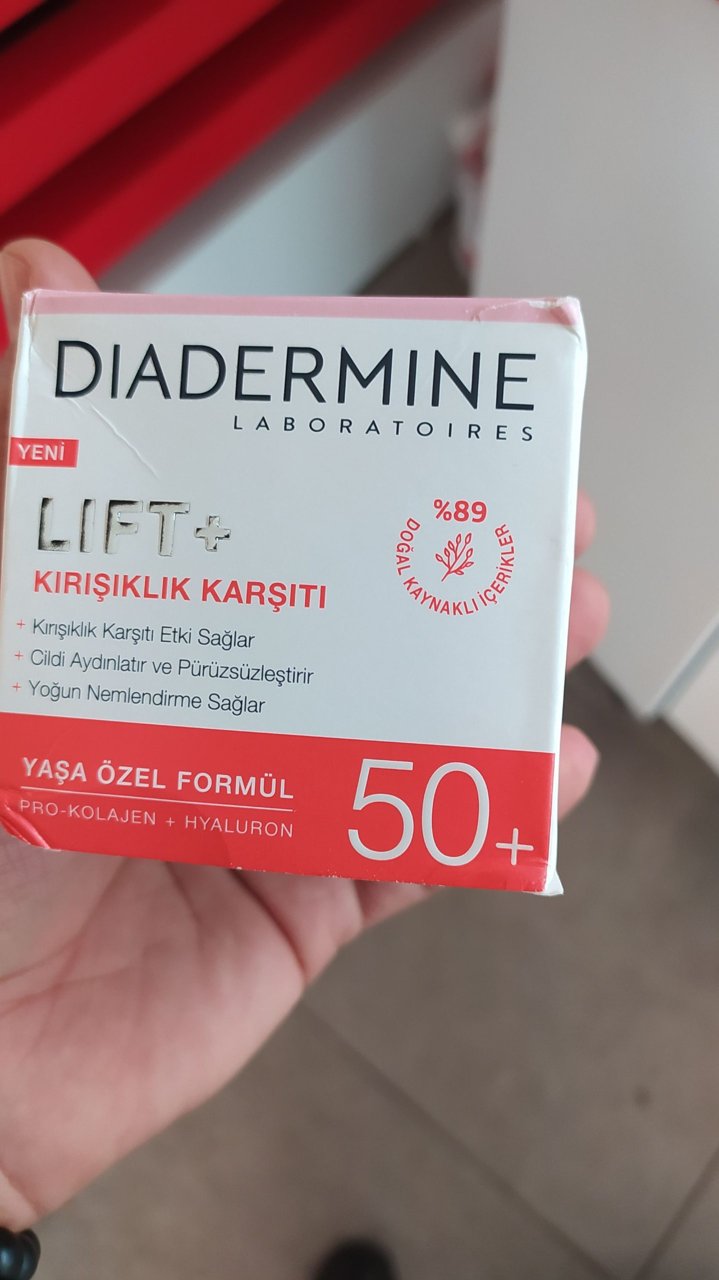 DIADERMINE
LABORATOIRES
YENİ
LIFT+
KIRIŞIKLIK KARŞITI
+ Kırışıklık Karşıtı Etki Sağlar
+ Cildi Aydınlatır ve Pürüzsüzleştirir
+ Yoğun Nemlendirme Sağlar
%89
DOĞAL KAYNAKLI İÇERİKLER
YAŞA ÖZEL FORMÜL
PRO-KOLAJEN + HYALURON
50+